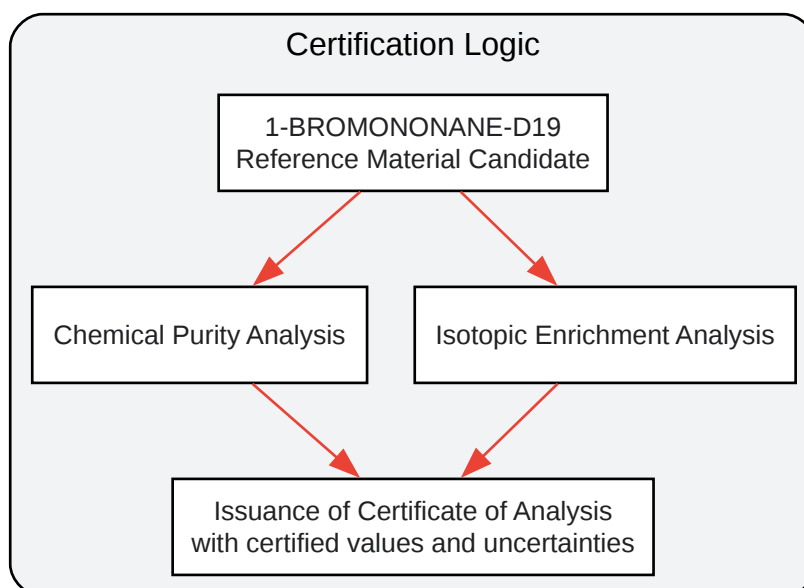 Certification Logic
1-BROMONONANE-D19
Reference Material Candidate
Chemical Purity Analysis
Isotopic Enrichment Analysis
Issuance of Certificate of Analysis
with certified values and uncertainties